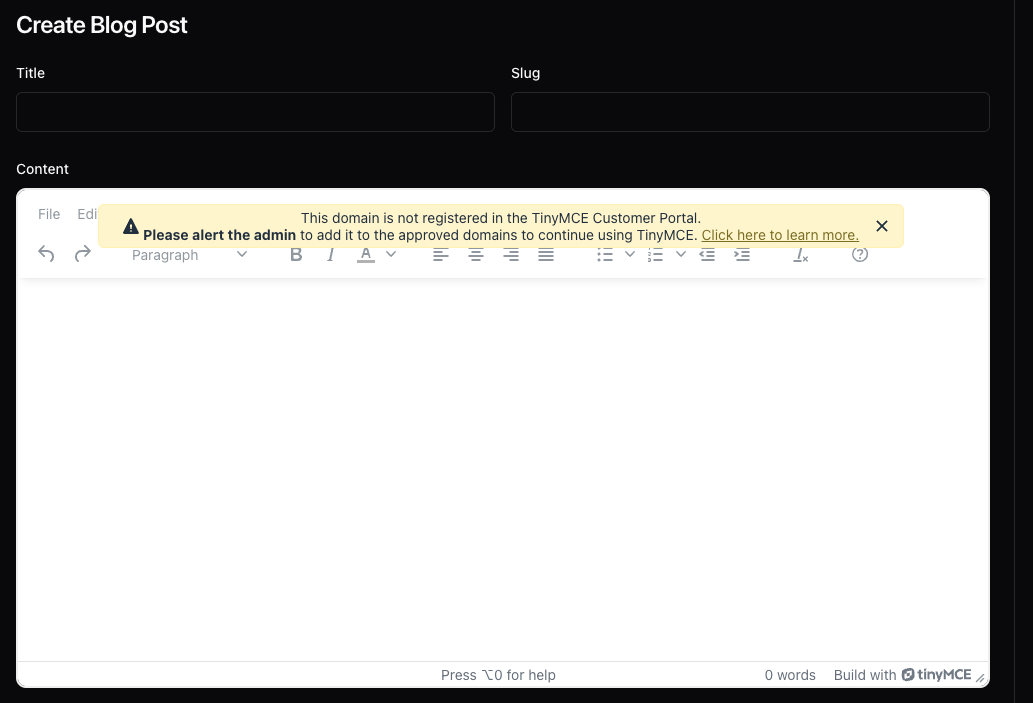 Create Blog Post
Title
Slug
Content
File Edi
This domain is not registered in the TinyMCE Customer Portal.
Please alert the admin to add it to the approved domains to continue using TinyMCE. Click here to learn more.
Paragraph
Press ⌥0 for help
0 words
Build with tinyMCE